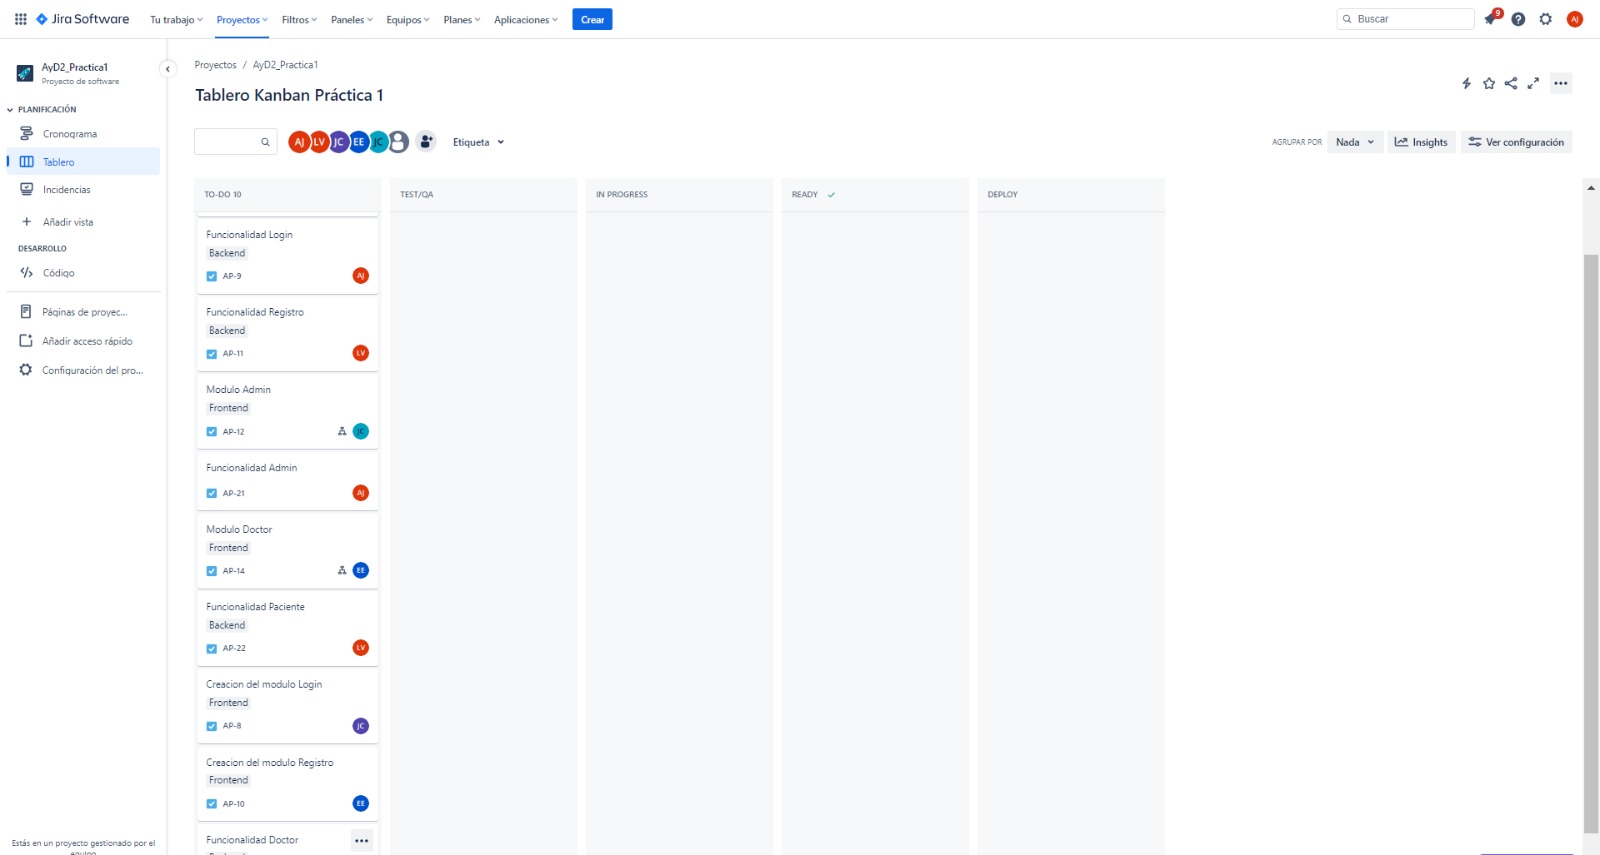 Jira Software
Tu trabajo
Proyectos
Filtros
Paneles
Equipos
Planes
Aplicaciones
Crear
Buscar
9
AJ
AyD2_Practica1
Proyecto de software
PLANIFICACIÓN
Cronograma
Tablero
Incidencias
Añadir vista
DESARROLLO
Código
Páginas de proyec...
Añadir acceso rápido
Configuración del pro...
Estás en un proyecto gestionado por el
equipo
Proyectos / AyD2_Practica1
Tablero Kanban Práctica 1
AJ LV JC EE JC
Etiqueta
AGRUPAR POR
Nada
Insights
Ver configuración
TO-DO 10
TEST/QA
IN PROGRESS
READY
DEPLOY
Funcionalidad Login
Backend
AP-9
AJ
Funcionalidad Registro
Backend
AP-11
LV
Modulo Admin
Frontend
AP-12
JC
Funcionalidad Admin
AP-21
AJ
Modulo Doctor
Frontend
AP-14
EE
Funcionalidad Paciente
Backend
AP-22
LV
Creacion del modulo Login
Frontend
AP-8
JC
Creacion del modulo Registro
Frontend
AP-10
EE
Funcionalidad Doctor